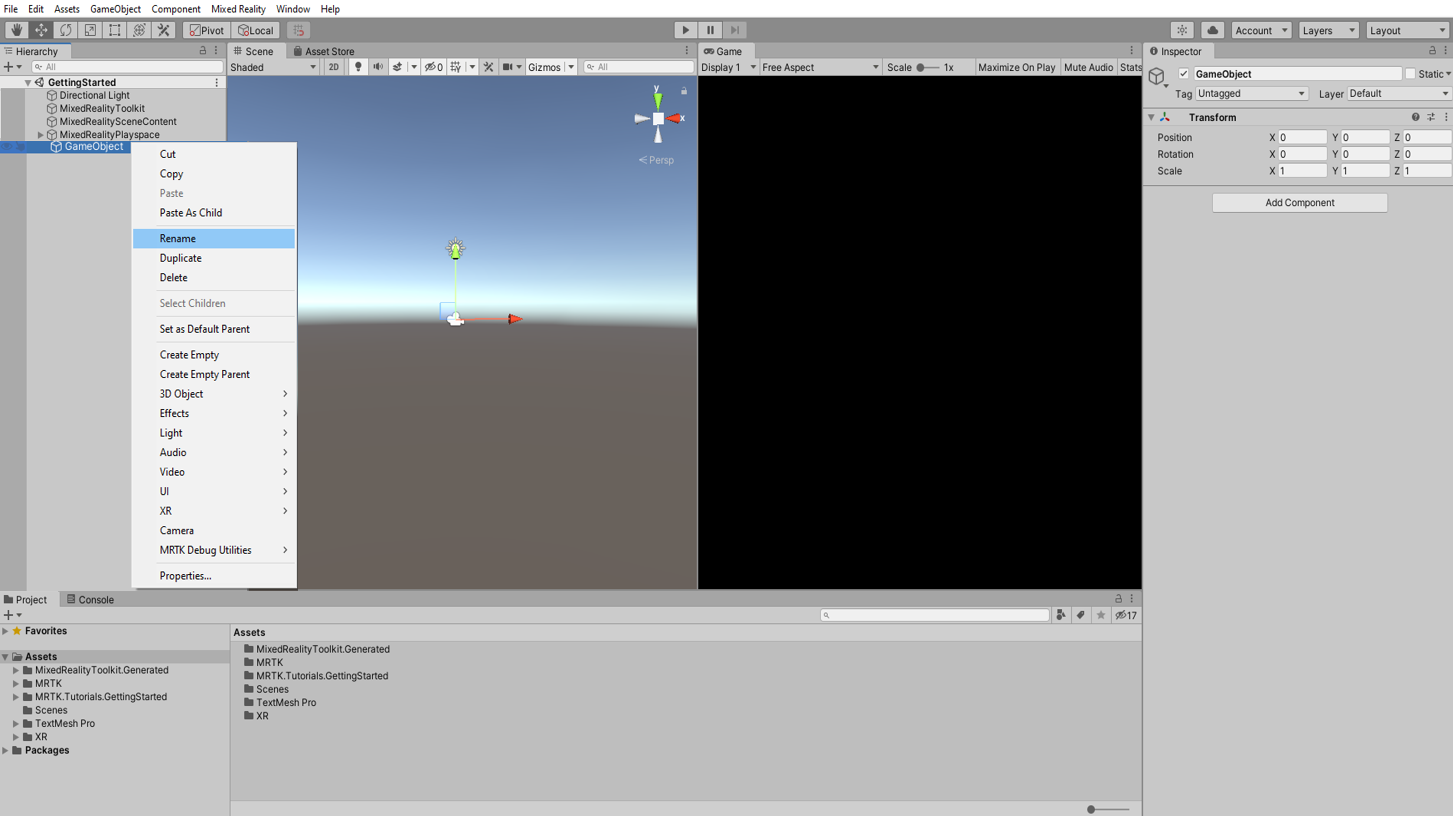 File Edit Assets GameObject Component Mixed Reality Window Help
Pivot Local Account Layers Layout
Hierarchy
All
GettingStarted
Directional Light
MixedRealityToolkit
MixedRealitySceneContent
MixedRealityPlayspace
GameObject
Cut
Copy
Paste
Paste As Child
Rename
Duplicate
Delete
Select Children
Set as Default Parent
Create Empty
Create Empty Parent
3D Object
Effects
Light
Audio
Video
UI
XR
Camera
MRTK Debug Utilities
Properties...
Scene Asset Store
Shaded 2D 0 Gizmos All
y
x
Persp
Game
Display 1 Free Aspect Scale 1x Maximize On Play Mute Audio Stats
Inspector
GameObject Static
Tag Untagged Layer Default
Transform
Position X 0 Y 0 Z 0
Rotation X 0 Y 0 Z 0
Scale X 1 Y 1 Z 1
Add Component
Project Console
17
Favorites
Assets
MixedRealityToolkit.Generated
MRTK
MRTK.Tutorials.GettingStarted
Scenes
TextMesh Pro
XR
Packages
Assets
MixedRealityToolkit.Generated
MRTK
MRTK.Tutorials.GettingStarted
Scenes
TextMesh Pro
XR